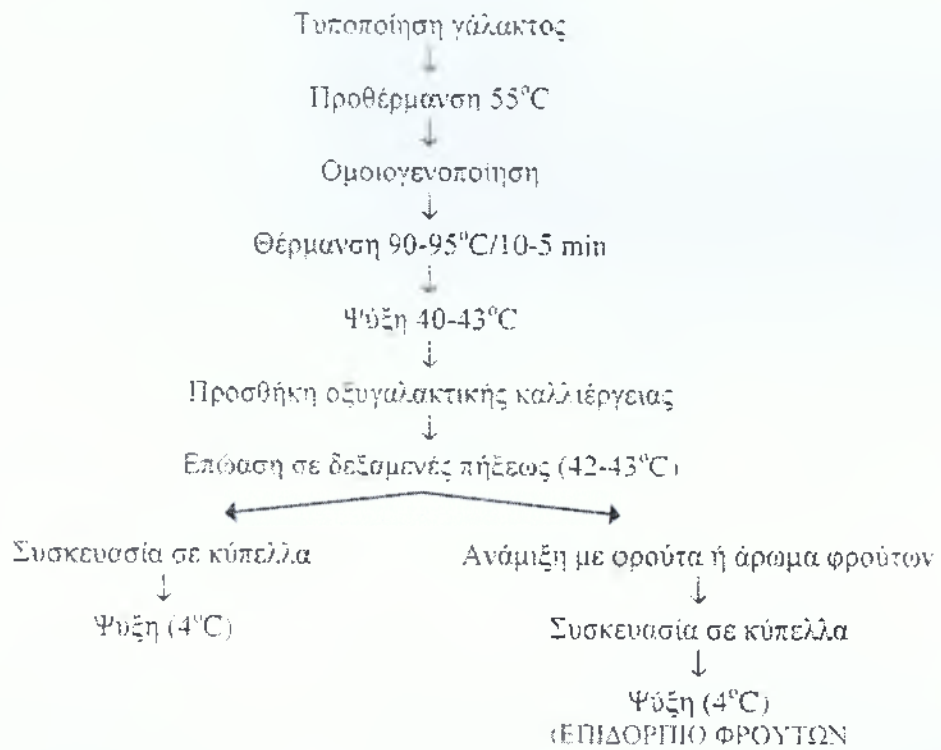 Τυποποίηση γάλακτος
↓
Προθέρμανση 55°C
↓
Ομοιογενοποίηση
↓
Θέρμανση 90-95°C/10-5 min
↓
Ψύξη 40-43°C
↓
Προσθήκη οξυγαλακτικής καλλιέργειας
↓
Επώαση σε δεξαμενές πήξεως (42-43°C)
Συσκευασία σε κύπελλα
↓
Ψύξη (4°C)
Ανάμιξη με φρούτα ή άρωμα φρούτων
↓
Συσκευασία σε κύπελλα
↓
Ψύξη (4°C)
(ΕΠΙΔΟΡΠΙΟ ΦΡΟΥΤΩΝ